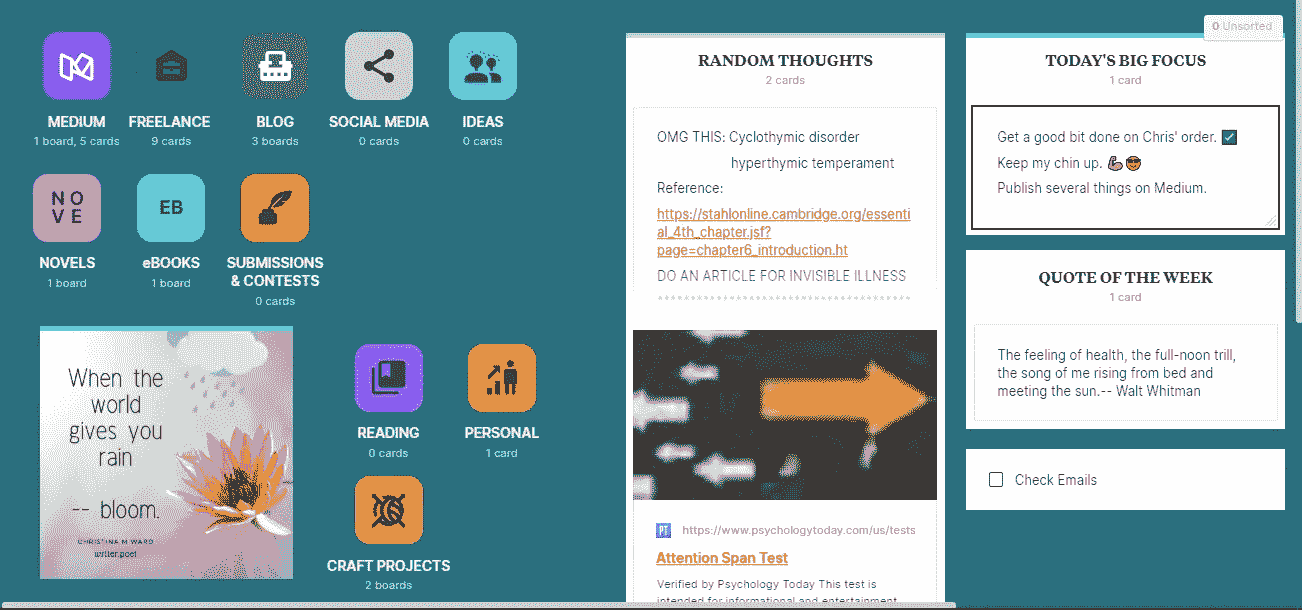 0 Unsorted
MEDIUM
1 board, 5 cards
FREELANCE
9 cards
BLOG
3 boards
SOCIAL MEDIA
0 cards
IDEAS
0 cards
N O
V E
NOVELS
1 board
EB
eBOOKS
1 board
SUBMISSIONS
& CONTESTS
0 cards
When the
world
gives you
rain
-- bloom.
CHRISTINA M WARD
writer.poet
READING
0 cards
PERSONAL
1 card
CRAFT PROJECTS
2 boards
RANDOM THOUGHTS
2 cards
OMG THIS: Cyclothymic disorder
hyperthymic temperament
Reference:
https://stahlonline.cambridge.org/essenti
al_4th_chapter.jsf?
page=chapter6_introduction.ht
DO AN ARTICLE FOR INVISIBLE ILLNESS
***************************************
PT
https://www.psychologytoday.com/us/tests
Attention Span Test
Verified by Psychology Today This test is
intended for informational and entertainment
TODAY'S BIG FOCUS
1 card
Get a good bit done on Chris' order. ☑
Keep my chin up. 💪😎
Publish several things on Medium.
QUOTE OF THE WEEK
1 card
The feeling of health, the full-noon trill,
the song of me rising from bed and
meeting the sun.-- Walt Whitman
Check Emails